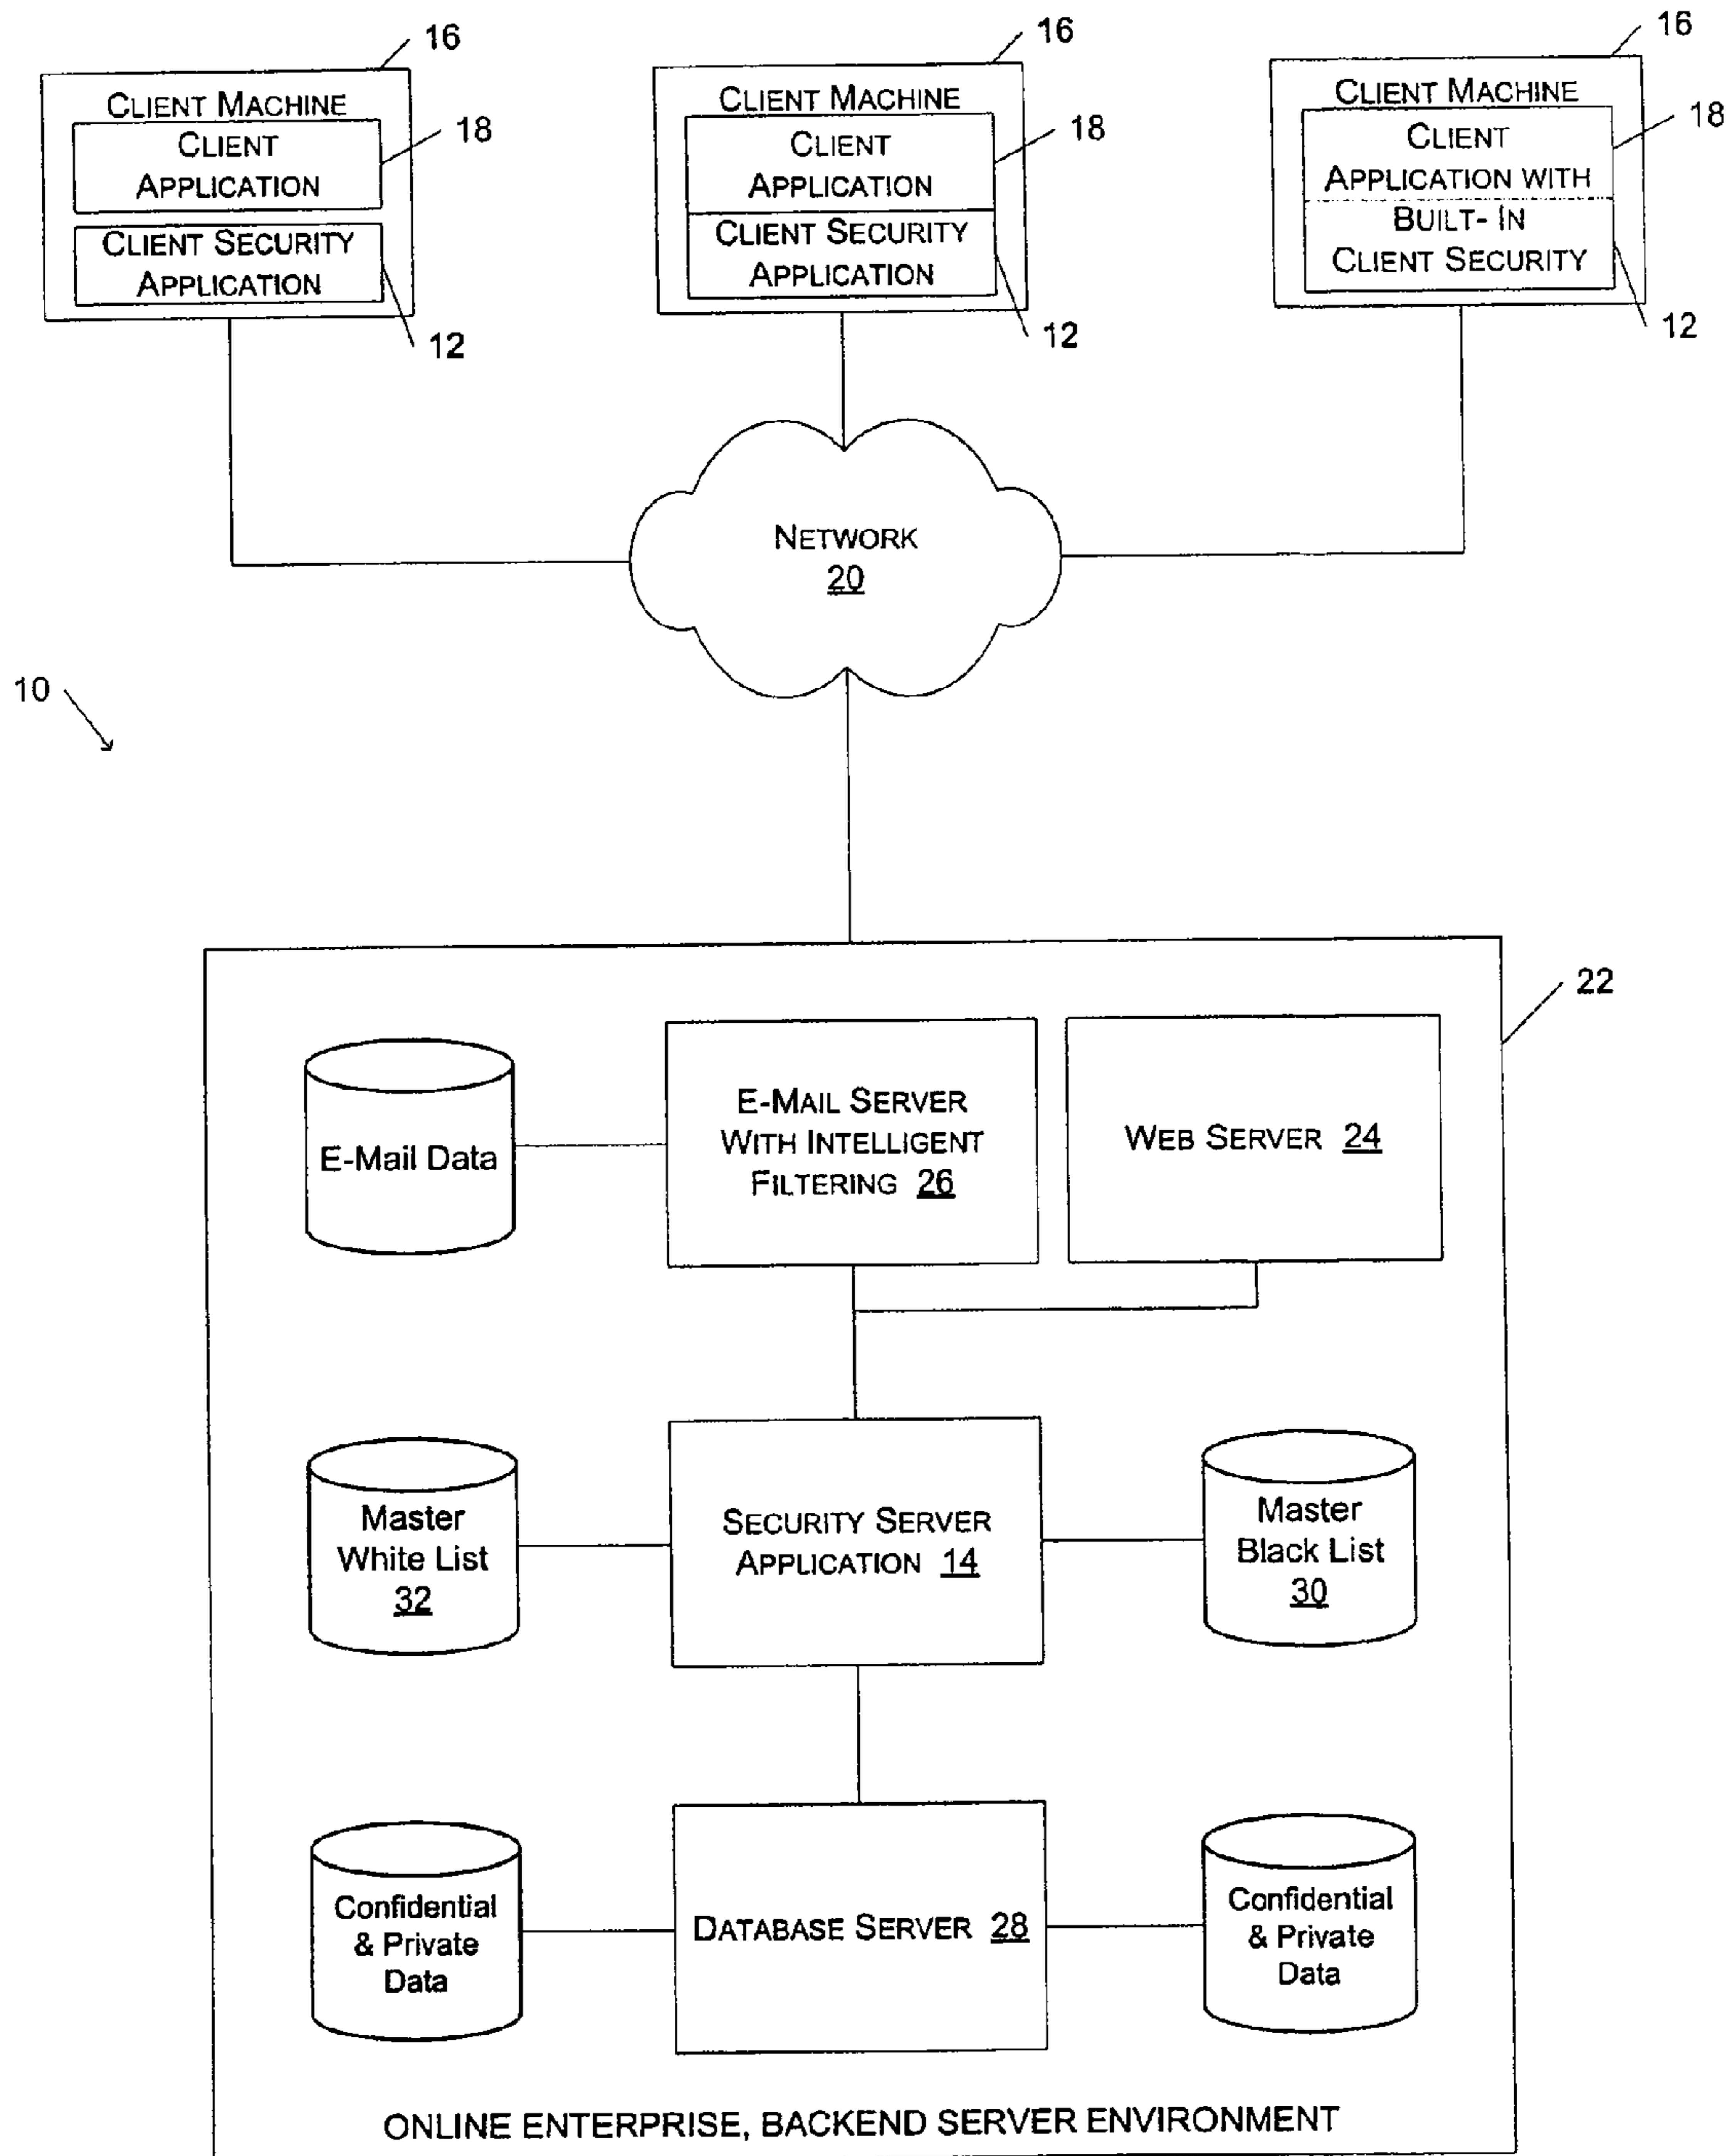 16
CLIENT MACHINE
CLIENT
APPLICATION
18
CLIENT SECURITY
APPLICATION
12
16
CLIENT MACHINE
CLIENT
APPLICATION
18
CLIENT SECURITY
APPLICATION
12
16
CLIENT MACHINE
CLIENT
APPLICATION WITH
18
BUILT- IN
CLIENT SECURITY
12
NETWORK
20
10
22
E-Mail Data
E-MAIL SERVER
WITH INTELLIGENT
FILTERING 26
WEB SERVER 24
Master
White List
32
SECURITY SERVER
APPLICATION 14
Master
Black List
30
Confidential
& Private
Data
DATABASE SERVER 28
Confidential
& Private
Data
ONLINE ENTERPRISE, BACKEND SERVER ENVIRONMENT